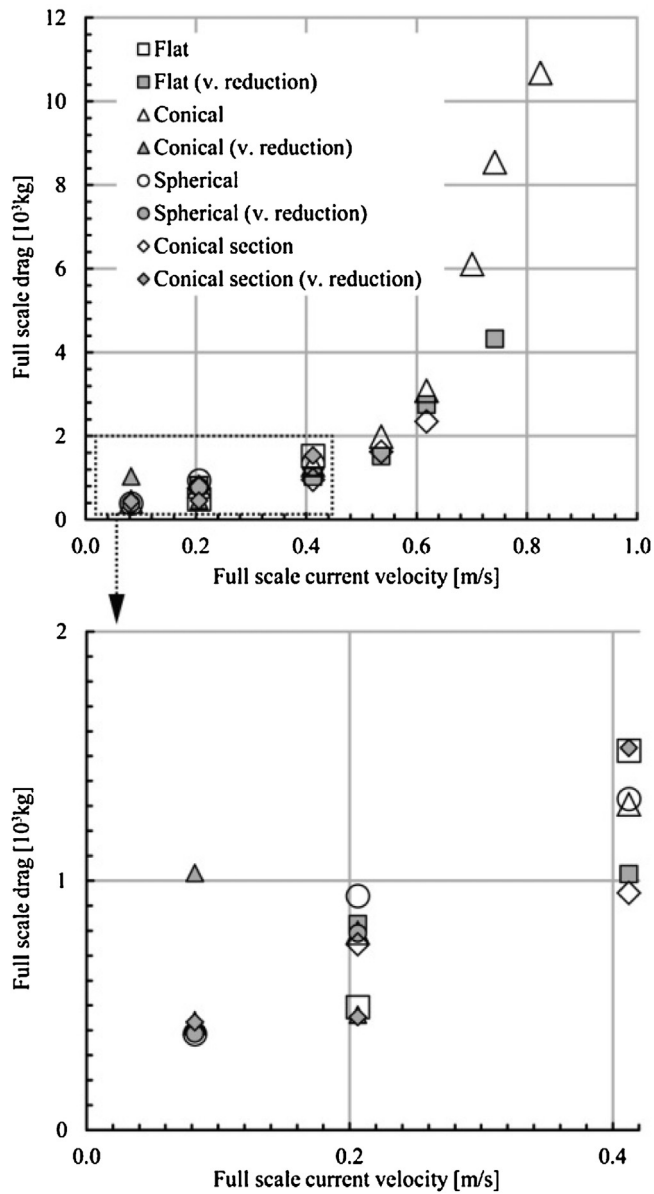 12
10
8
6
4
2
0
Full scale drag [10³kg]
Flat
Flat (v. reduction)
Conical
Conical (v. reduction)
Spherical
Spherical (v. reduction)
Conical section
Conical section (v. reduction)
0.0 0.2 0.4 0.6 0.8 1.0
Full scale current velocity [m/s]
2
1
0
Full scale drag [10³kg]
0.0 0.2 0.4
Full scale current velocity [m/s]